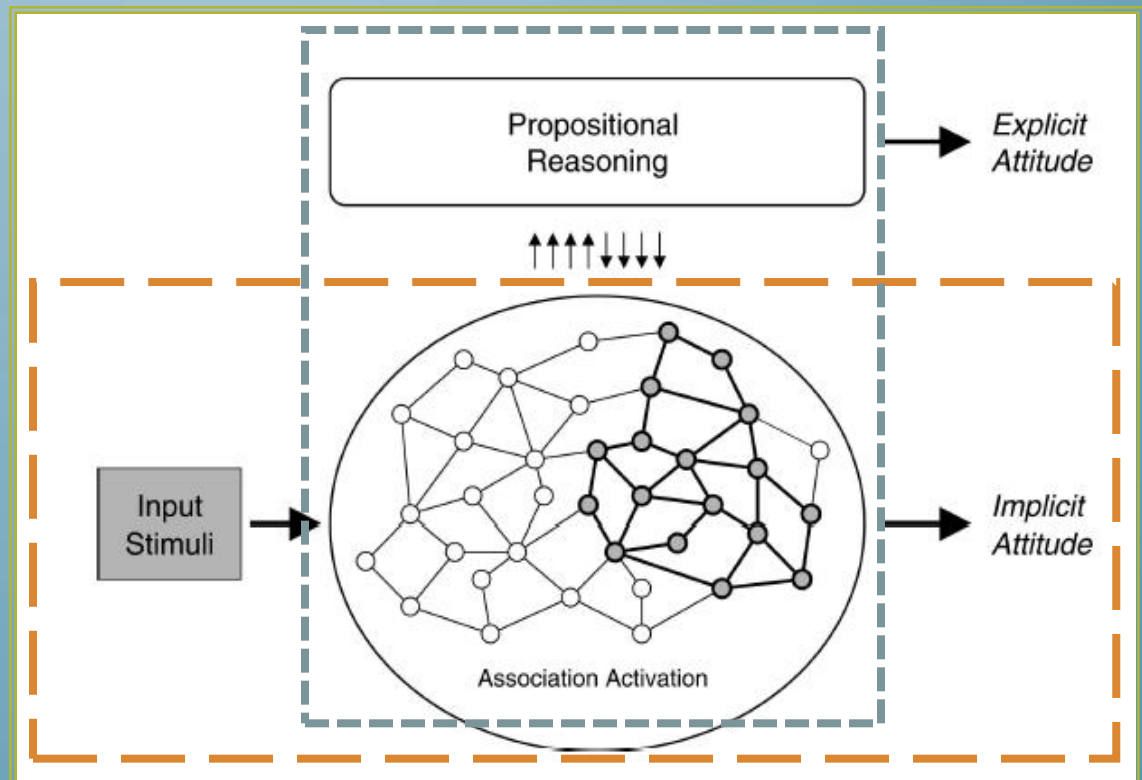 Propositional
Reasoning
Explicit
Attitude
Input
Stimuli
Implicit
Attitude
Association Activation